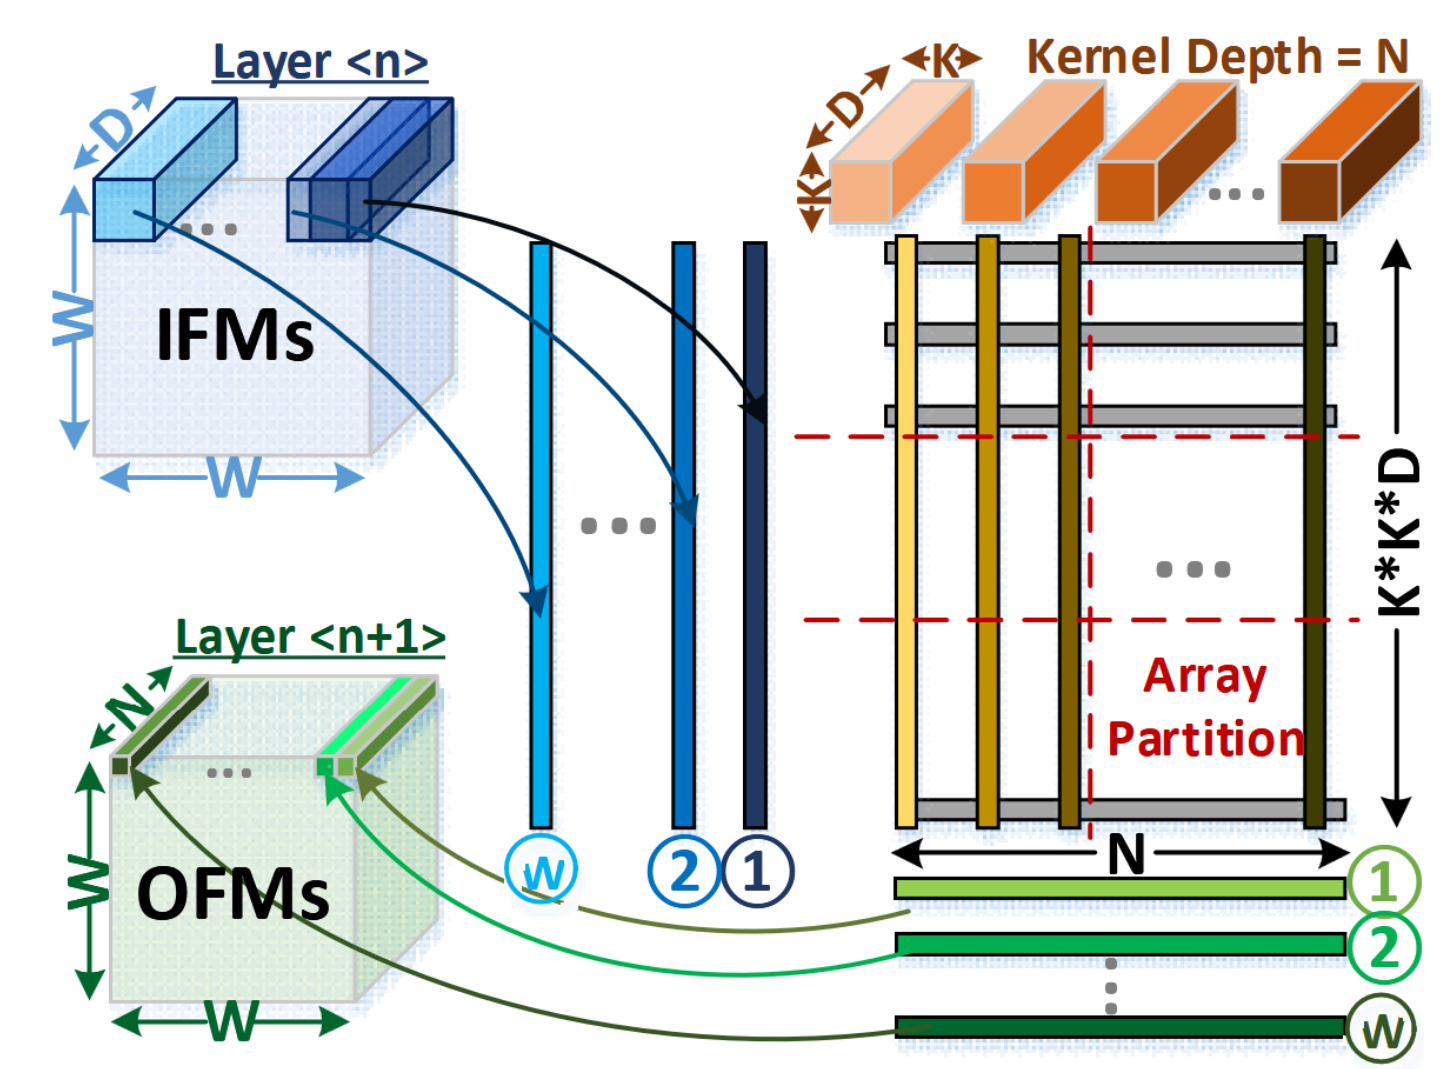 Layer <n>
D
W
IFMs
W
K
Kernel Depth = N
D
K
K*K*D
Array
Partition
N
W
2
1
1
2
W
Layer <n+1>
N
W
OFMs
W